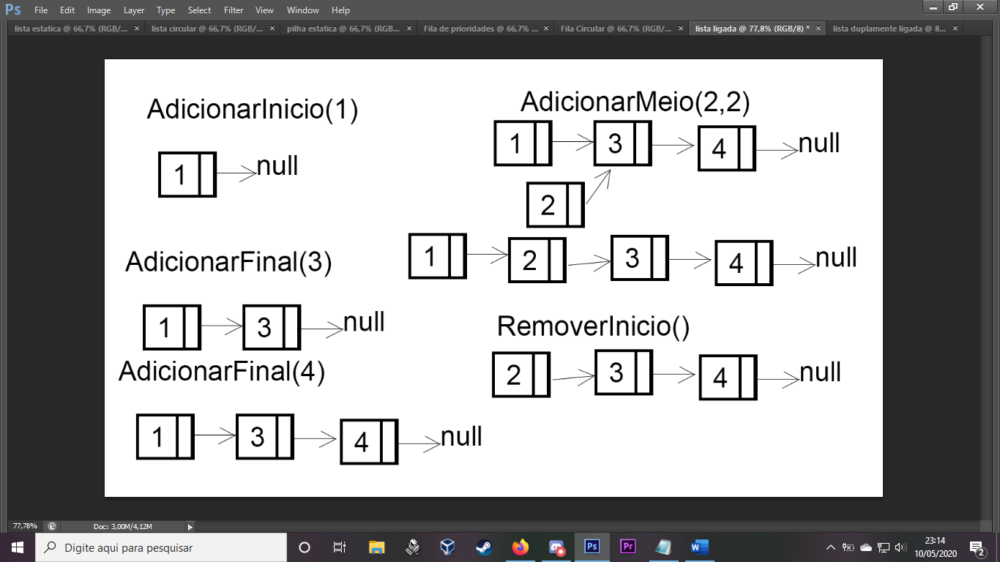 Ps File Edit Image Layer Type Select Filter View Window Help
lista estatica @ 66,7% (RGB/... × lista circular @ 66,7% (RGB/... × pilha estatica @ 66,7% (RGB... × Fila de prioridades @ 66,7% ... × Fila Circular @ 66,7% (RGB/... × lista ligada @ 77,8% (RGB/8) * × lista duplamente ligada @ 8... ×
AdicionarInicio(1)
1 null
AdicionarFinal(3)
1 3 null
AdicionarFinal(4)
1 3 4 null
AdicionarMeio(2,2)
1 3 4 null
2
1 2 3 4 null
RemoverInicio()
2 3 4 null
77,78% Doc: 3,00M/4,12M
Digite aqui para pesquisar
Ps Pr
23:14
10/05/2020
2